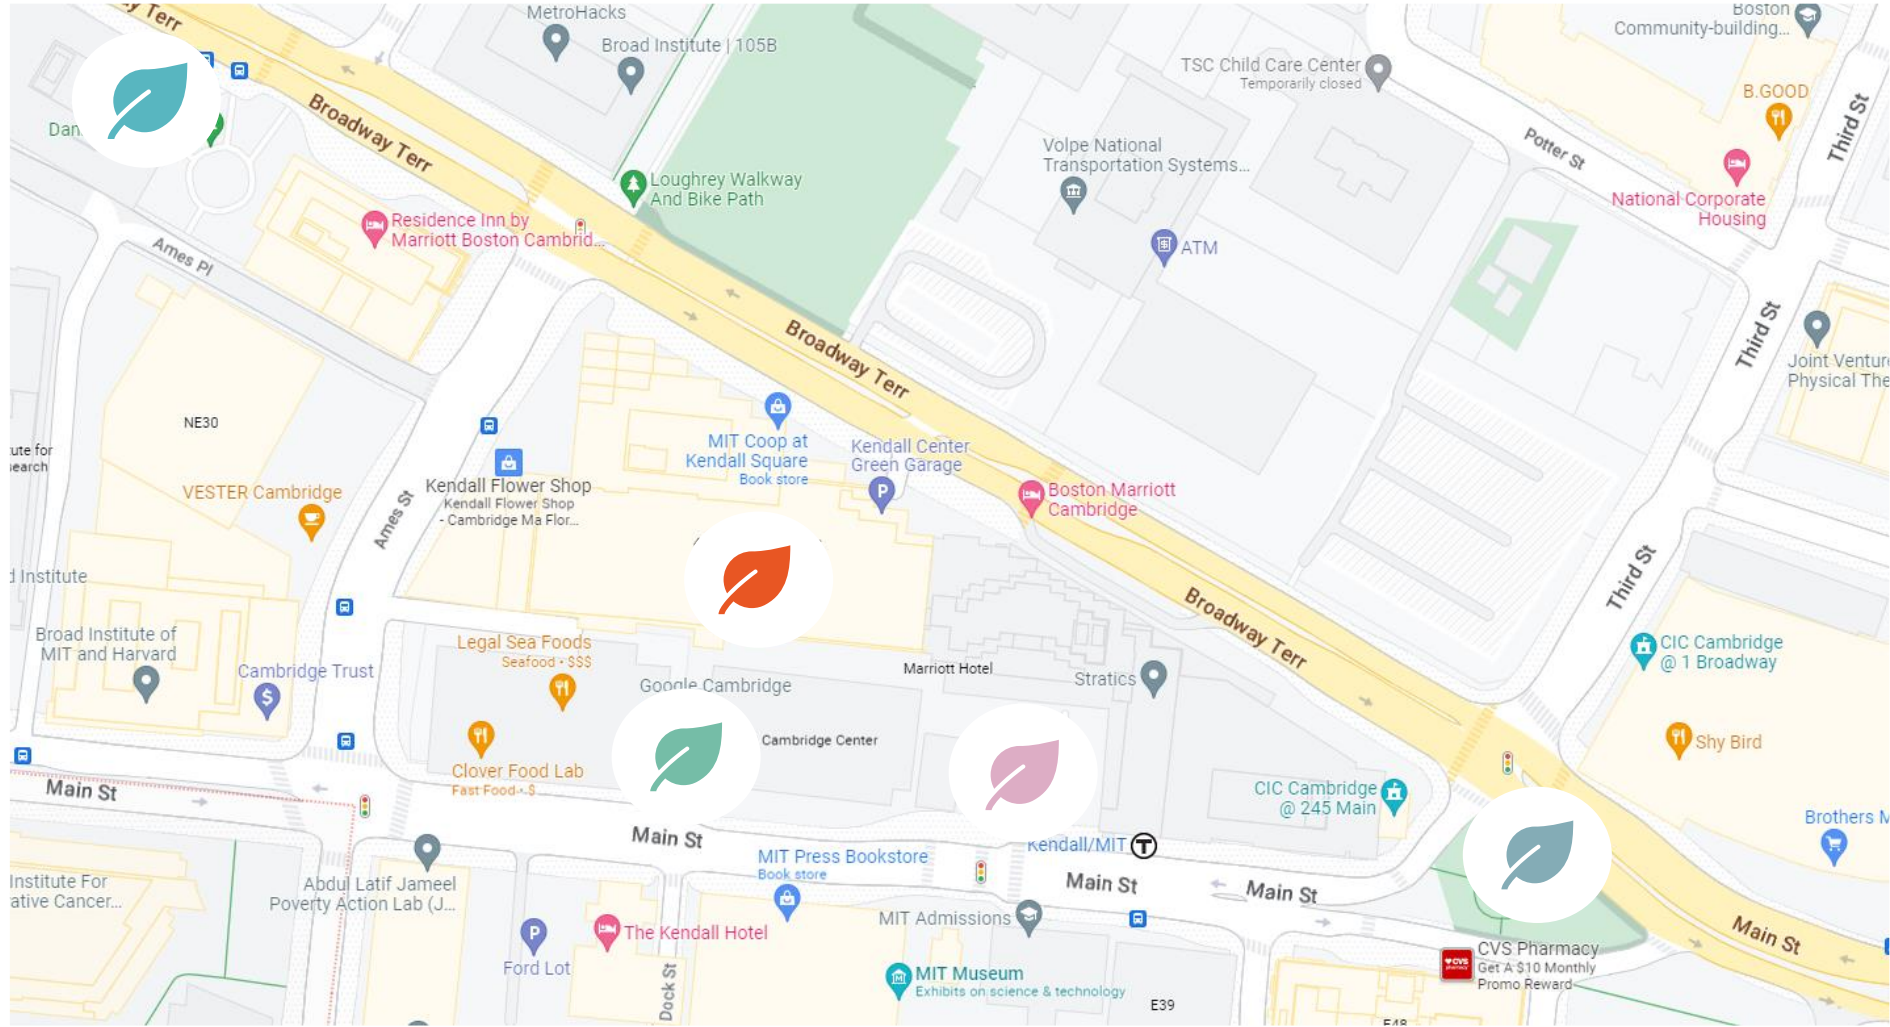 y Terr
MetroHacks
Broad Institute | 105B
Boston
Community-building...
TSC Child Care Center
Temporarily closed
B.GOOD
Third St
Dan
Broadway Terr
Potter St
Volpe National
Transportation Systems...
Loughrey Walkway
And Bike Path
National Corporate
Housing
Residence Inn by
Marriott Boston Cambrid...
ATM
Ames Pl
Third St
Broadway Terr
Joint Ventur
Physical The
NE30
MIT Coop at
Kendall Square
Book store
Kendall Center
Green Garage
P
ute for
search
VESTER Cambridge
Ames St
Kendall Flower Shop
Kendall Flower Shop
- Cambridge Ma Flor...
Boston Marriott
Cambridge
d Institute
Third St
Broadway Terr
Broad Institute of
MIT and Harvard
Legal Sea Foods
Seafood • $$$
Cambridge Trust
$
Google Cambridge
Marriott Hotel
Stratics
CIC Cambridge
@ 1 Broadway
Cambridge Center
Shy Bird
Clover Food Lab
Fast Food • $
Main St
CIC Cambridge
@ 245 Main
Brothers M
Main St
Kendall/MIT
T
MIT Press Bookstore
Book store
Main St
Main St
Institute For
ative Cancer...
Abdul Latif Jameel
Poverty Action Lab (J...
MIT Admissions
The Kendall Hotel
P
Ford Lot
Main St
CVS
pharmacy
CVS Pharmacy
Get A $10 Monthly
Promo Reward
Dock St
MIT Museum
Exhibits on science & technology
M
E39
E48